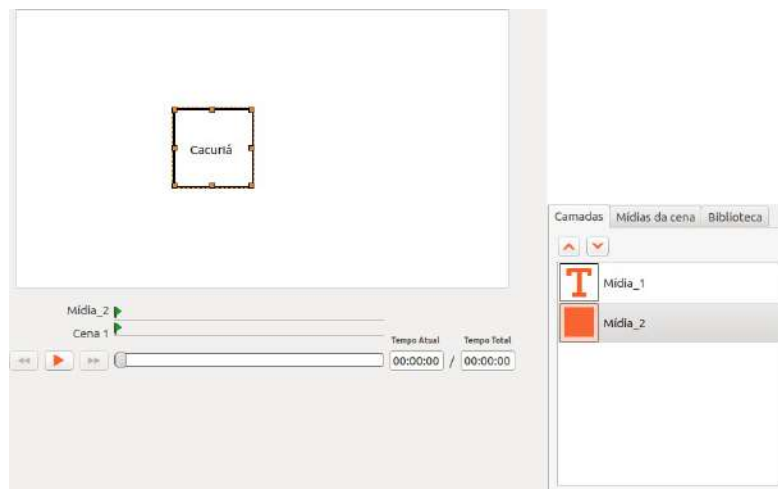 Cacuriá
Mídia_2
Cena 1
Tempo Atual
Tempo Total
00:00:00 / 00:00:00
Camadas
Mídias da cena
Biblioteca
T
Mídia_1
Mídia_2